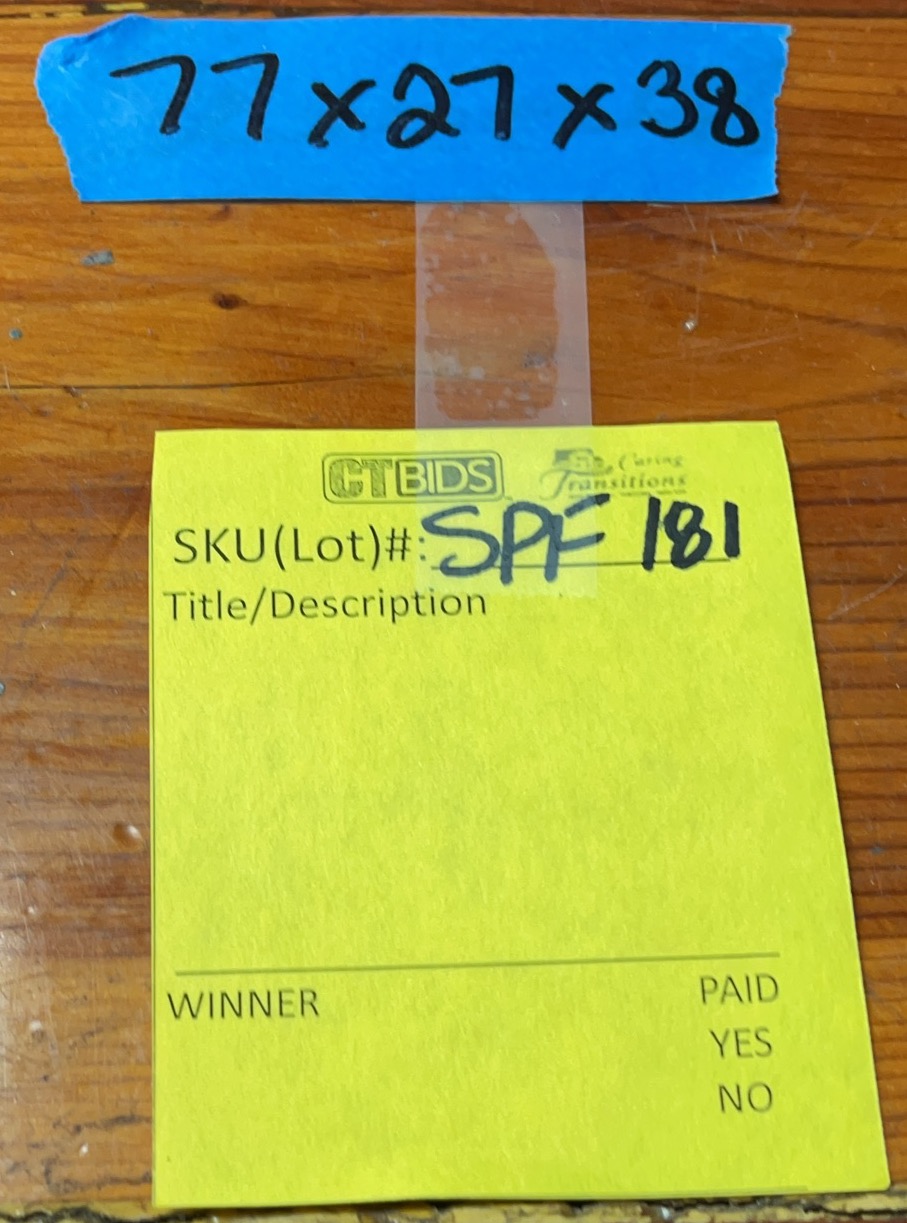 77 x 27 x 38
CTBIDS
Caring
Transitions
SKU(Lot)#: SPF 181
Title/Description
WINNER
PAID
YES
NO